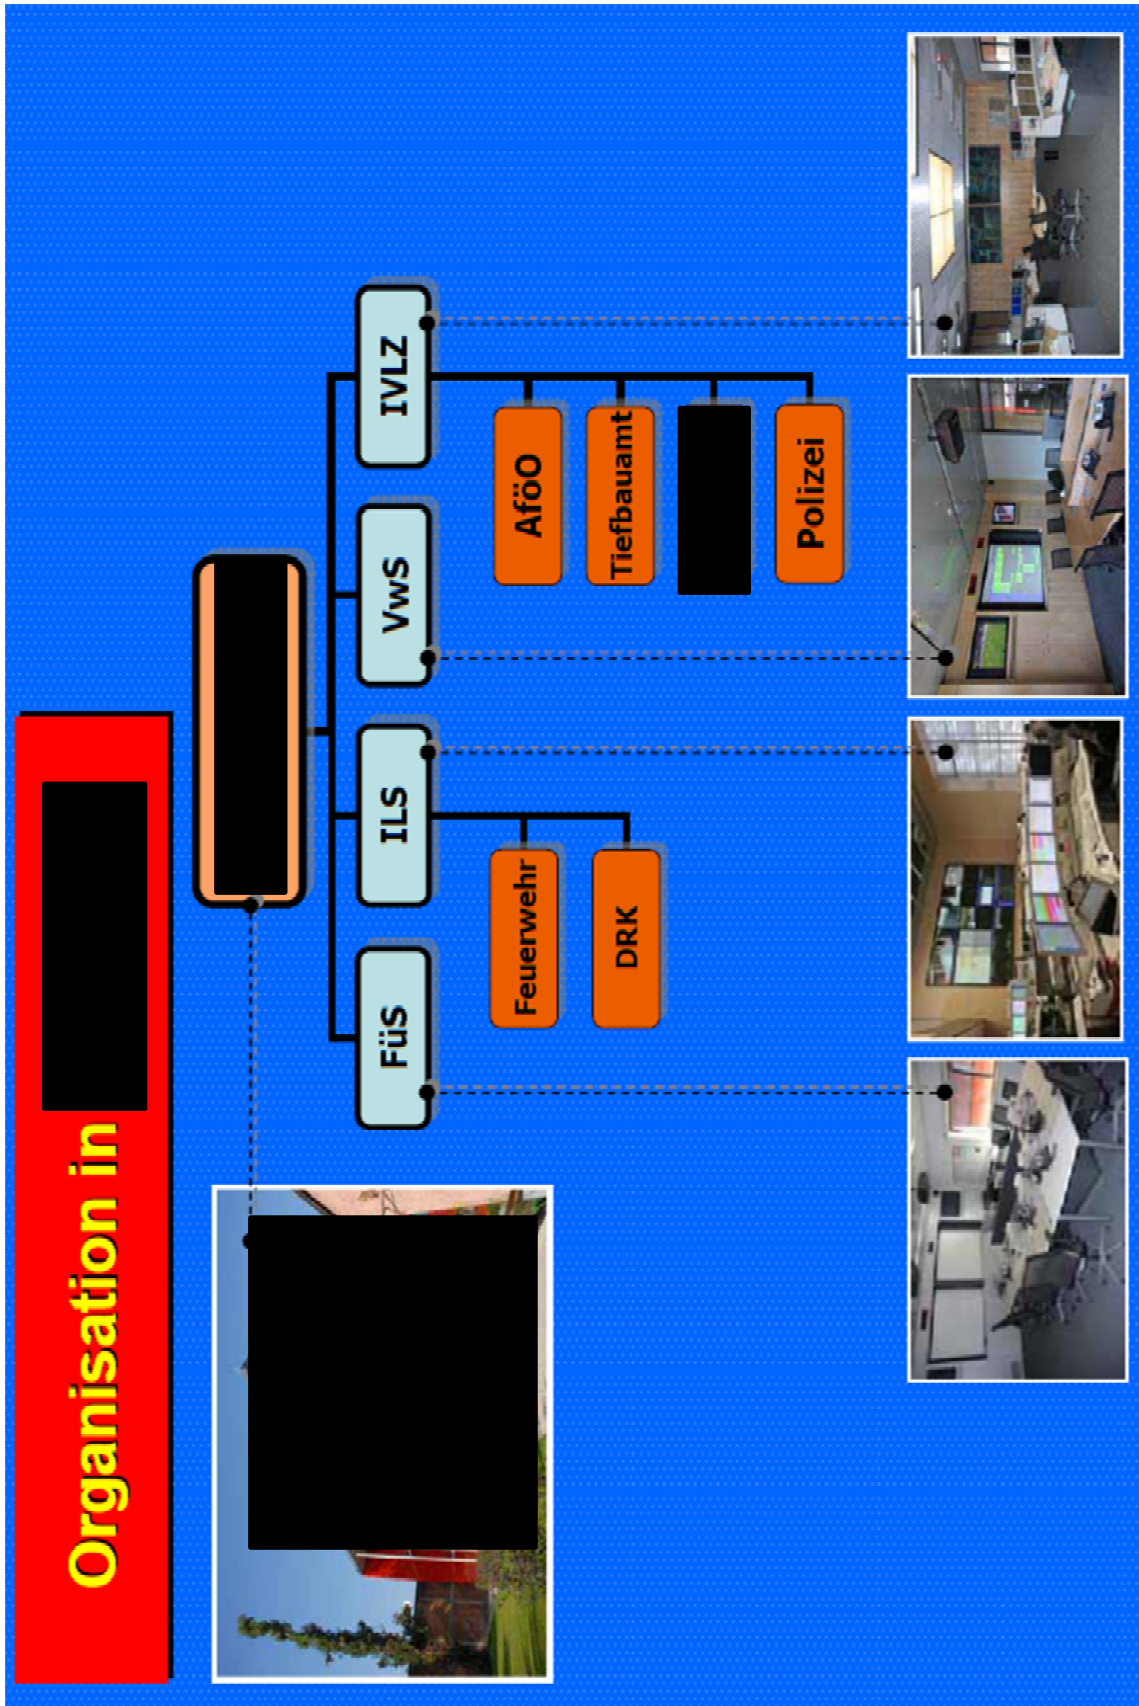 Organisation in
FüS
ILS
VwS
IVLZ
Feuerwehr
DRK
AföO
Tiefbauamt
Polizei